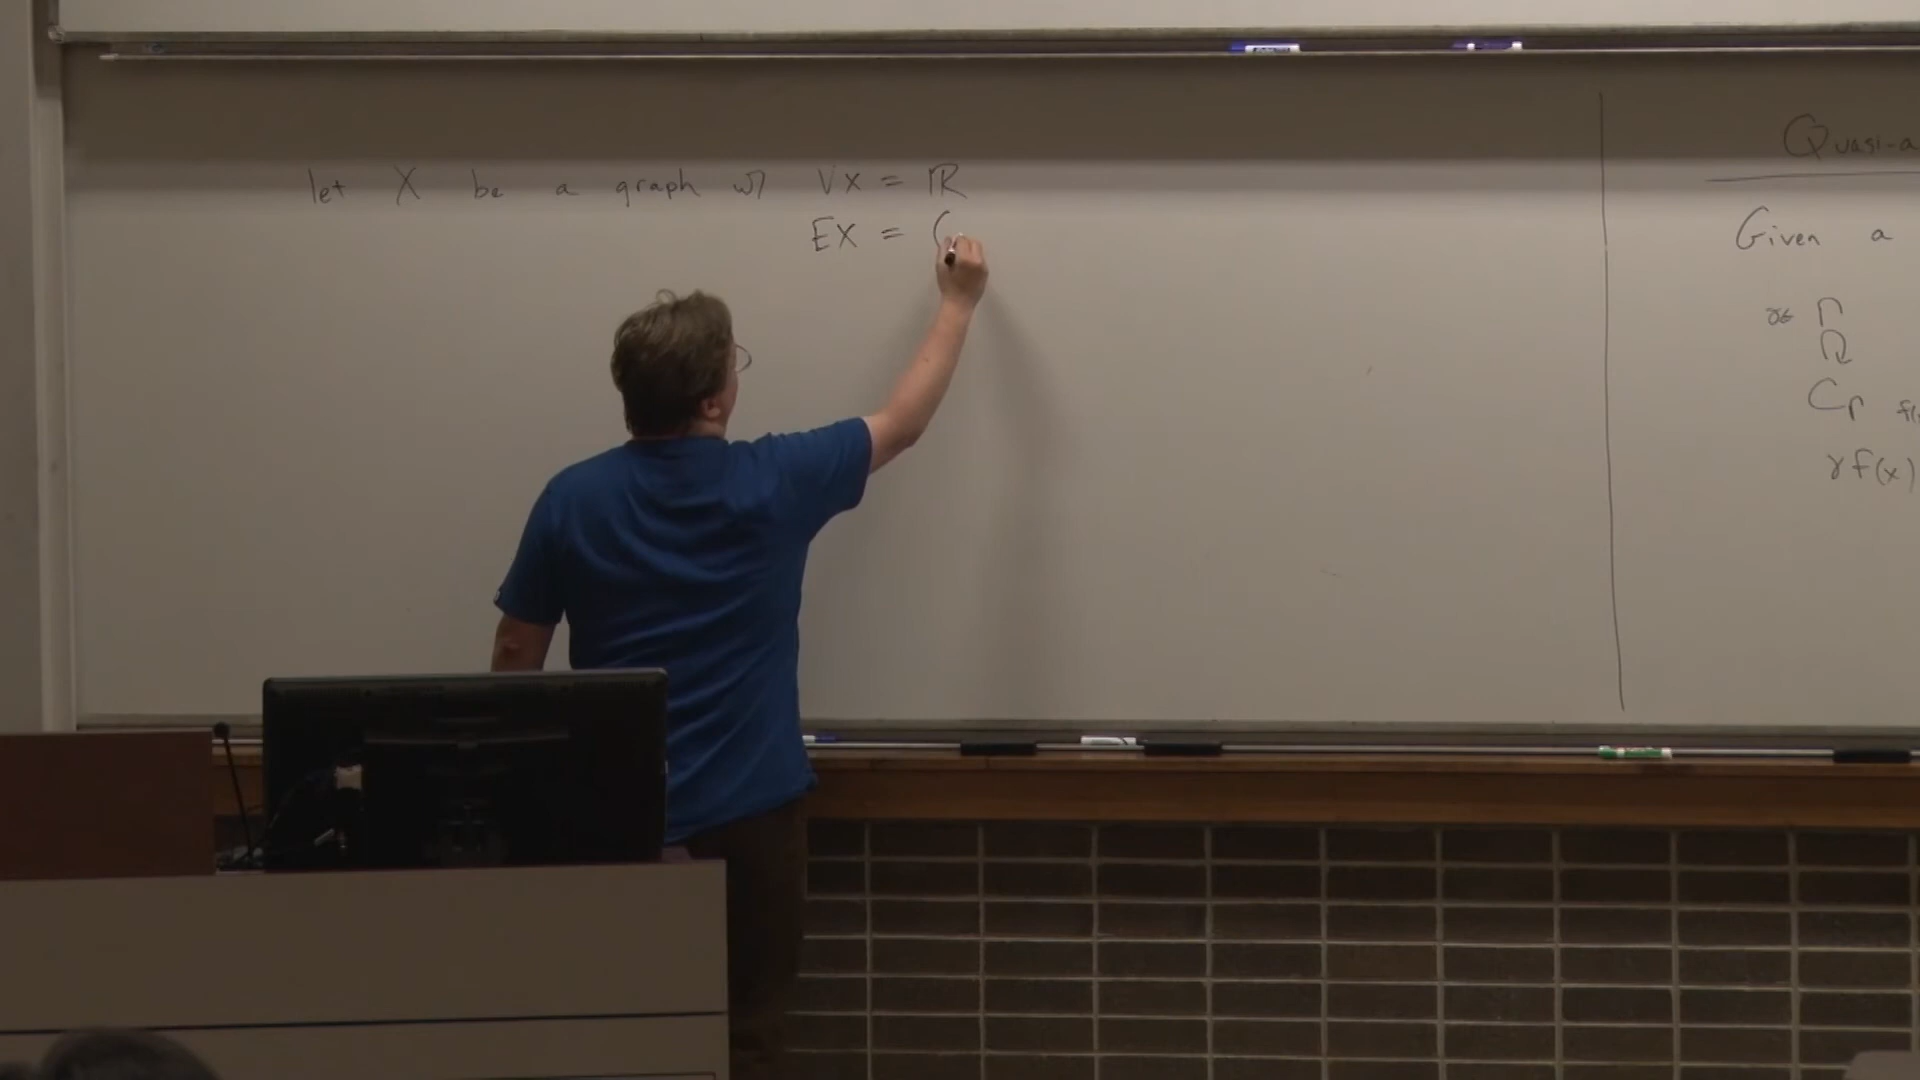 let X be a graph w/ VX = ℝ
EX = (
Quasi-a
Given a
γ ∈ Γ
C_Γ f(
γf(x)